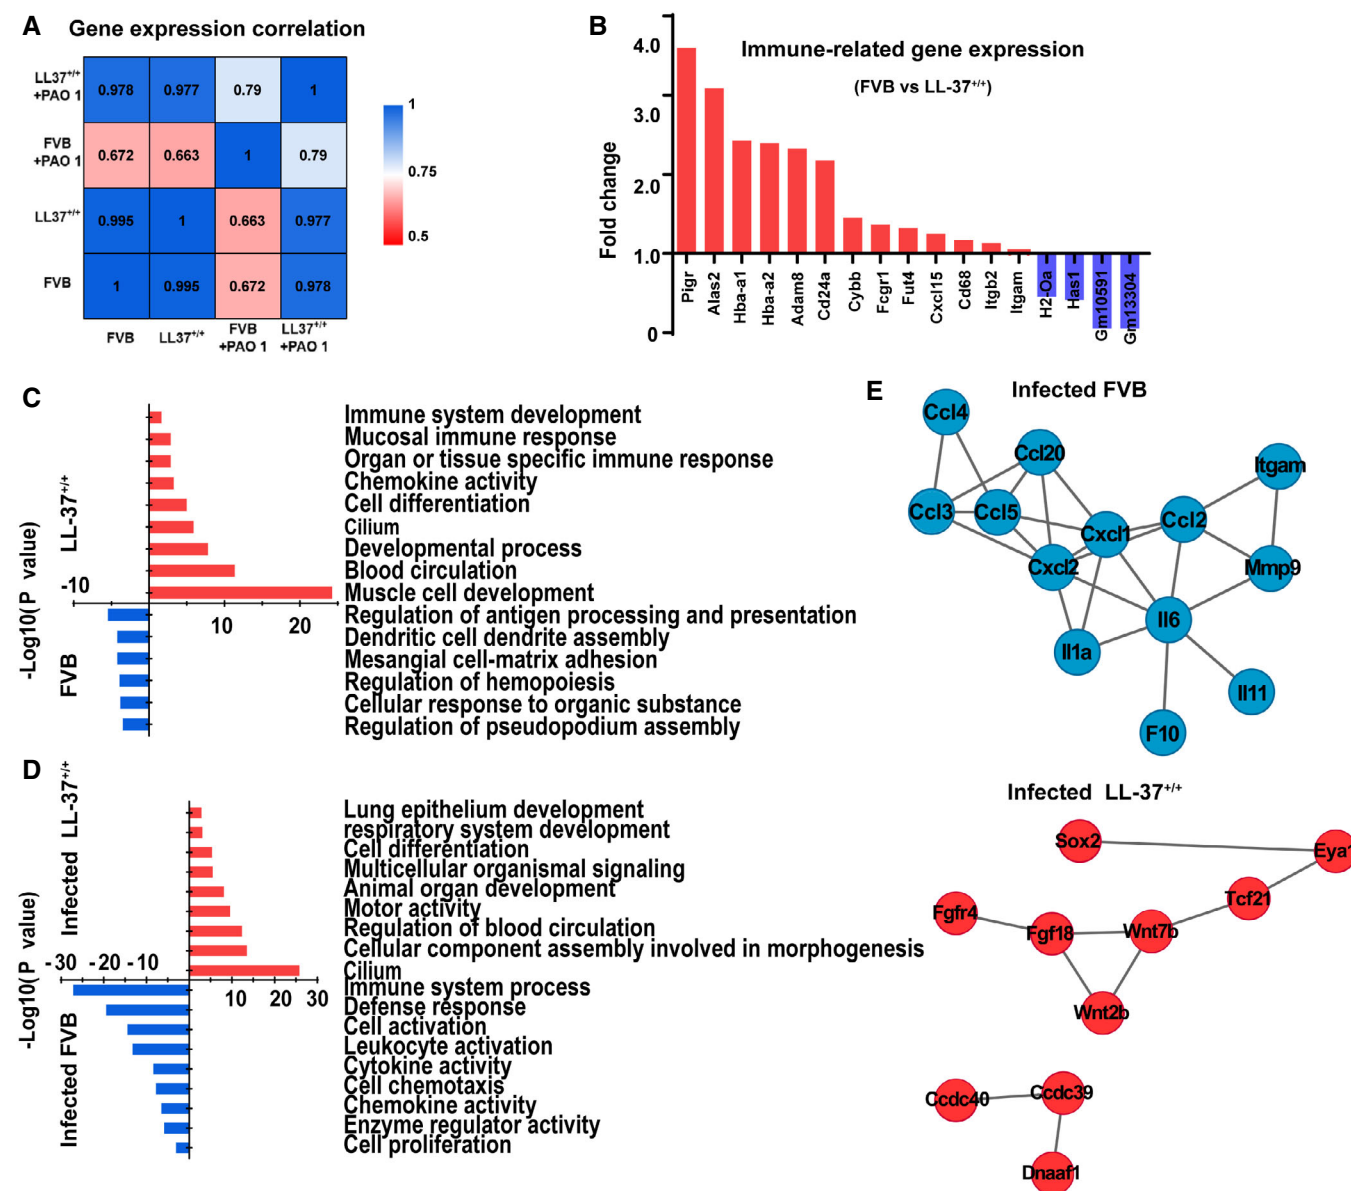 A
Gene expression correlation
LL37+/+
+PAO 1
0.978 0.977 0.79 1
FVB
+PAO 1
0.672 0.663 1 0.79
LL37+/+
0.995 1 0.663 0.977
FVB
1 0.995 0.672 0.978
FVB LL37+/+ FVB +PAO 1 LL37+/+ +PAO 1
1
0.75
0.5
B
Immune-related gene expression
(FVB vs LL-37+/+)
Fold change
4.0
3.0
2.0
1.0
0
Pigr
Alas2
Hba-a1
Hba-a2
Adam8
Cd24a
Cybb
Fcgr1
Fut4
Cxcl15
Cd68
Itgb2
Itgam
H2-Oa
Has1
Gm10591
Gm13304
C
-Log10(P value)
LL-37+/+
FVB
-10
10 20
Immune system development
Mucosal immune response
Organ or tissue specific immune response
Chemokine activity
Cell differentiation
Cilium
Developmental process
Blood circulation
Muscle cell development
Regulation of antigen processing and presentation
Dendritic cell dendrite assembly
Mesangial cell-matrix adhesion
Regulation of hemopoiesis
Cellular response to organic substance
Regulation of pseudopodium assembly
D
-Log10(P value)
Infected LL-37+/+
Infected FVB
-30 -20 -10
10 20 30
Lung epithelium development
respiratory system development
Cell differentiation
Multicellular organismal signaling
Animal organ development
Motor activity
Regulation of blood circulation
Cellular component assembly involved in morphogenesis
Cilium
Immune system process
Defense response
Cell activation
Leukocyte activation
Cytokine activity
Cell chemotaxis
Chemokine activity
Enzyme regulator activity
Cell proliferation
E
Infected FVB
Ccl4
Ccl20
Itgam
Ccl3
Ccl5
Cxcl1
Ccl2
Cxcl2
Mmp9
Il6
Il1a
Il11
F10
Infected LL-37+/+
Sox2
Eya1
Tcf21
Fgfr4
Fgf18
Wnt7b
Wnt2b
Ccdc40
Ccdc39
Dnaaf1